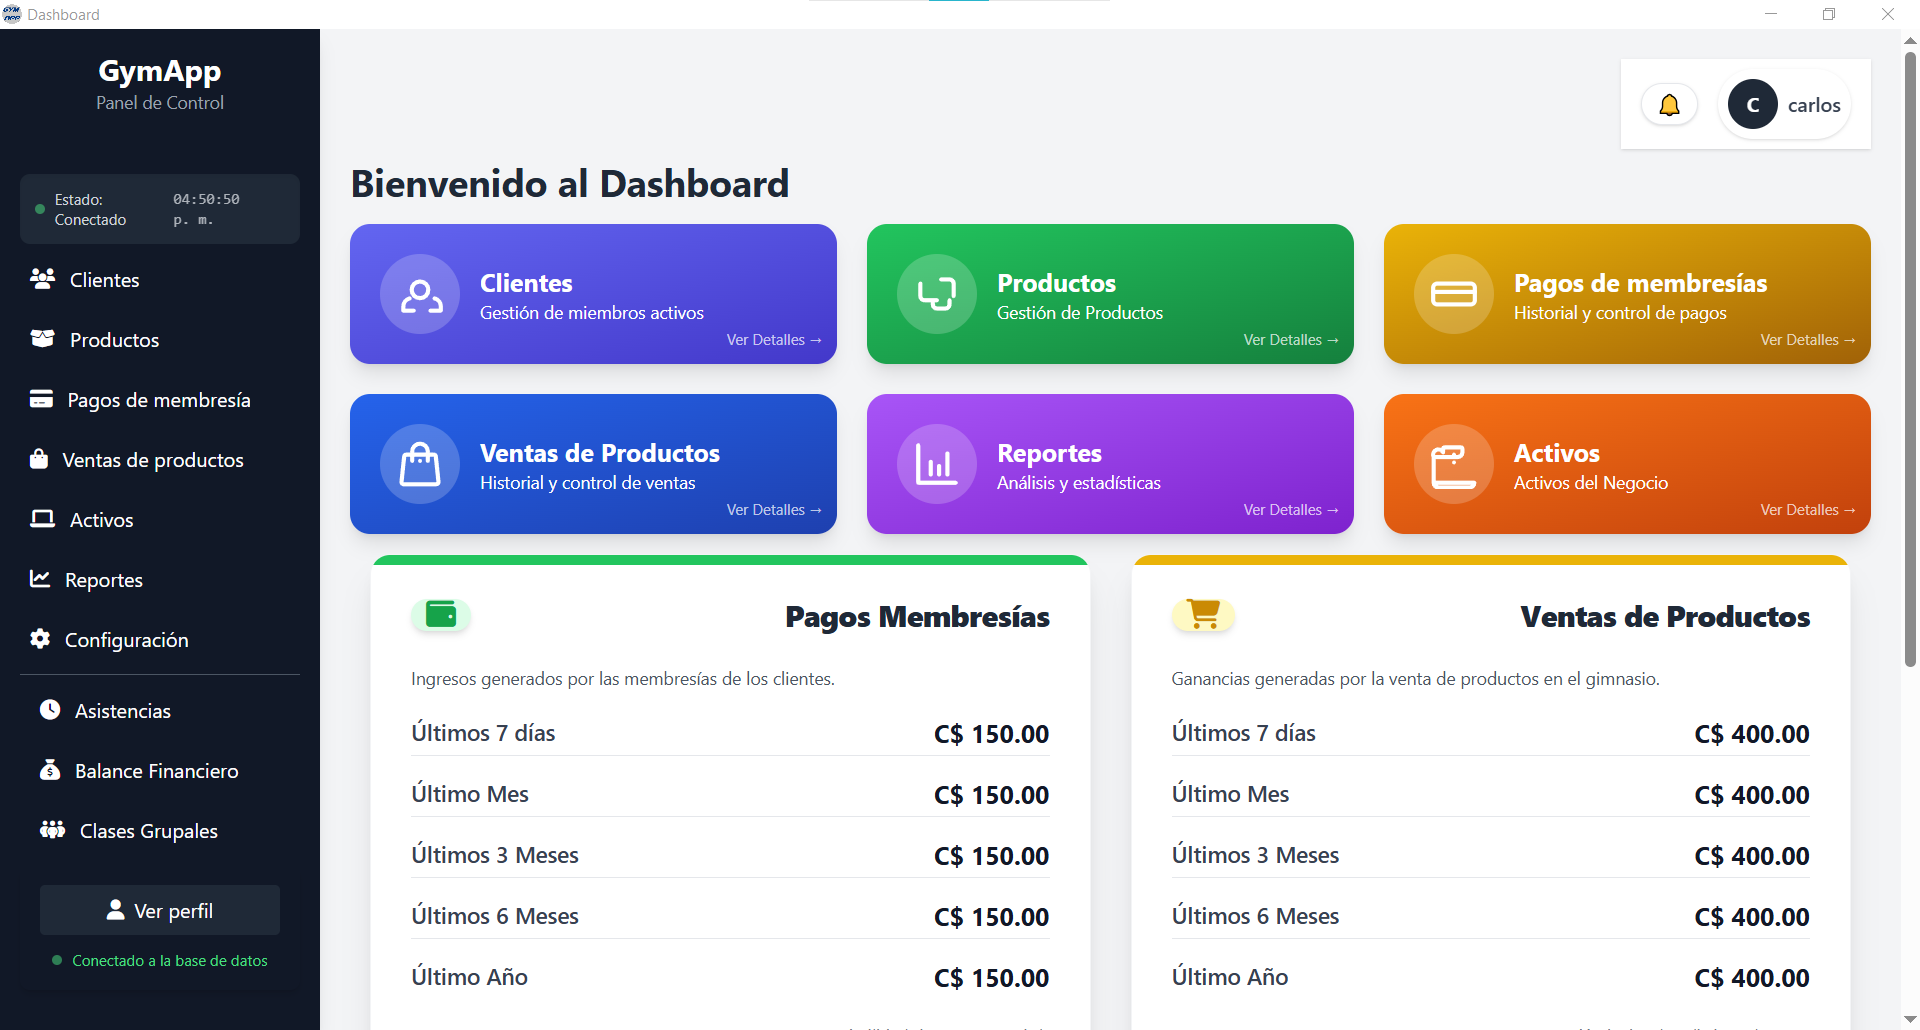 Dashboard
GymApp
Panel de Control
Estado:
Conectado
04:50:50
p. m.
Clientes
Productos
Pagos de membresía
Ventas de productos
Activos
Reportes
Configuración
Asistencias
Balance Financiero
Clases Grupales
Ver perfil
Conectado a la base de datos
C carlos
Bienvenido al Dashboard
Clientes
Gestión de miembros activos
Ver Detalles →
Productos
Gestión de Productos
Ver Detalles →
Pagos de membresías
Historial y control de pagos
Ver Detalles →
Ventas de Productos
Historial y control de ventas
Ver Detalles →
Reportes
Análisis y estadísticas
Ver Detalles →
Activos
Activos del Negocio
Ver Detalles →
Pagos Membresías
Ingresos generados por las membresías de los clientes.
Últimos 7 días C$ 150.00
Último Mes C$ 150.00
Últimos 3 Meses C$ 150.00
Últimos 6 Meses C$ 150.00
Último Año C$ 150.00
Ventas de Productos
Ganancias generadas por la venta de productos en el gimnasio.
Últimos 7 días C$ 400.00
Último Mes C$ 400.00
Últimos 3 Meses C$ 400.00
Últimos 6 Meses C$ 400.00
Último Año C$ 400.00